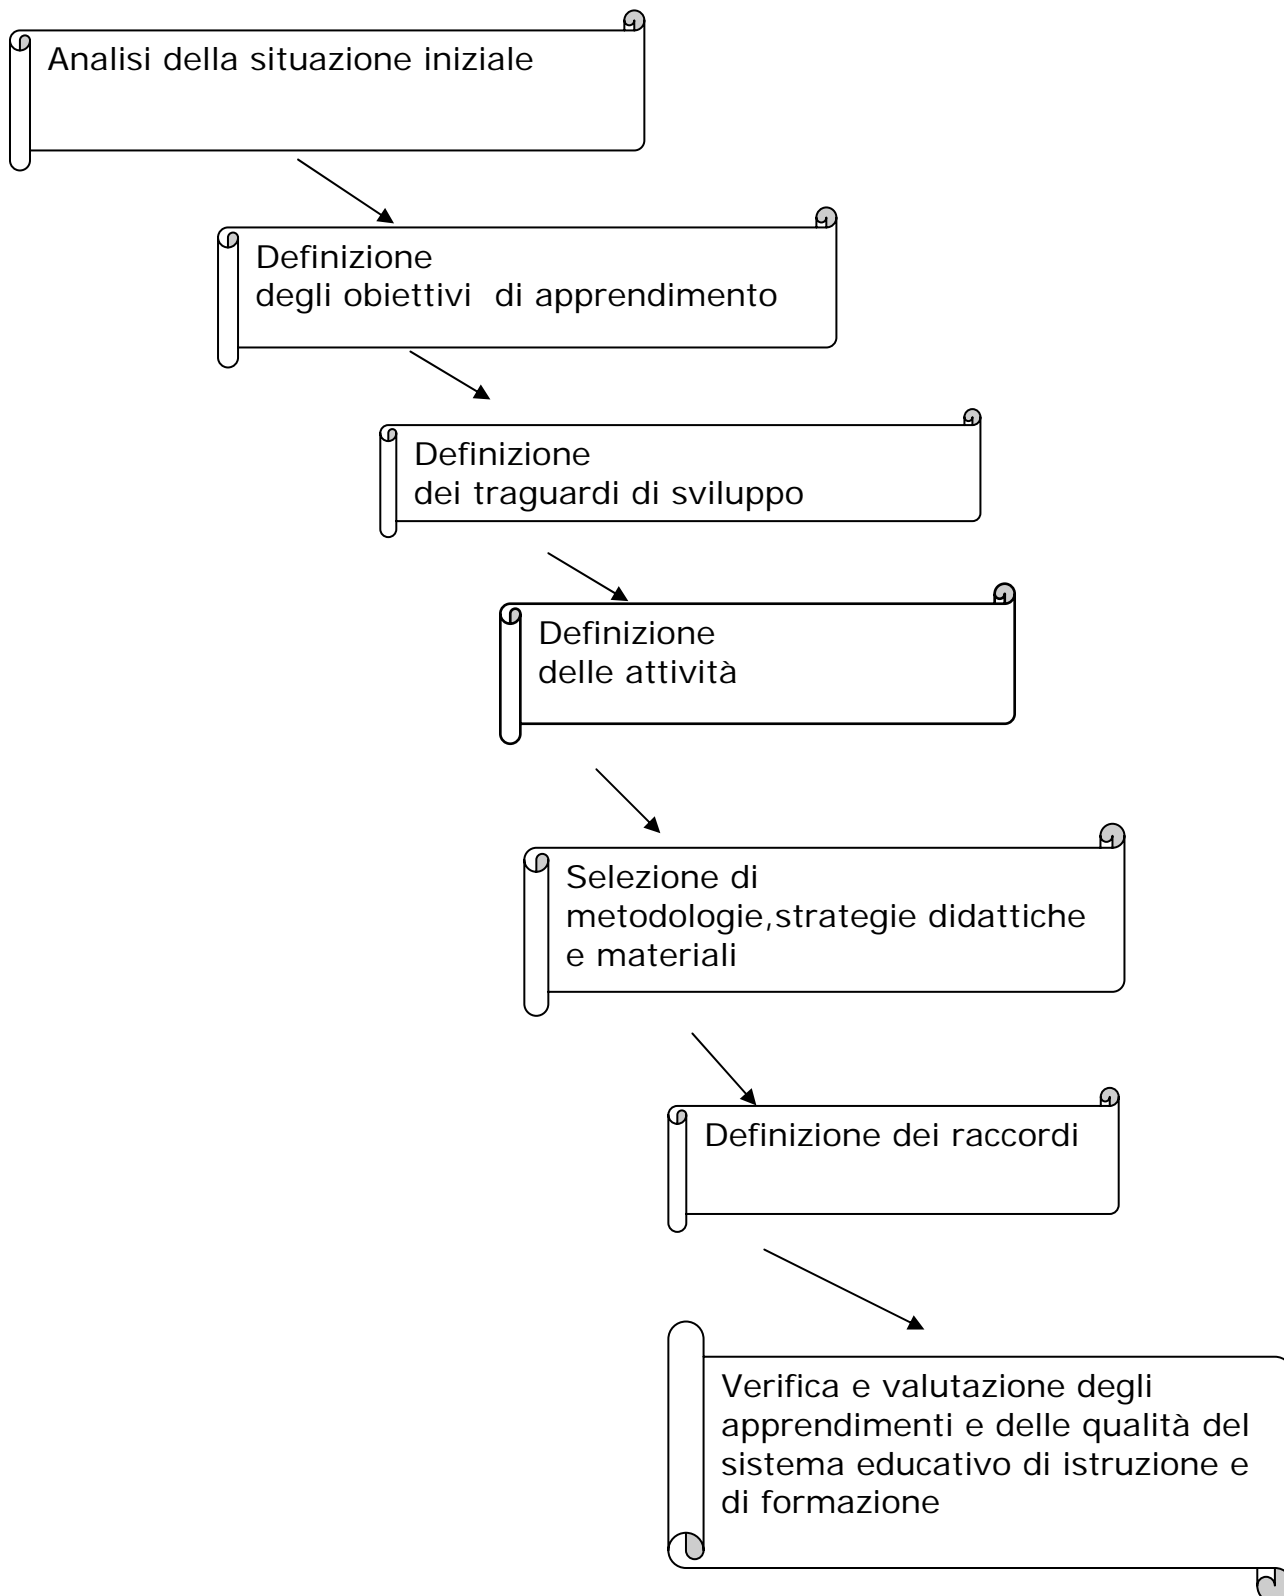 Analisi della situazione iniziale
Definizione
degli obiettivi  di apprendimento
Definizione
dei traguardi di sviluppo
Definizione
delle attività
Selezione di
metodologie,strategie didattiche
e materiali
Definizione dei raccordi
Verifica e valutazione degli
apprendimenti e delle qualità del
sistema educativo di istruzione e
di formazione